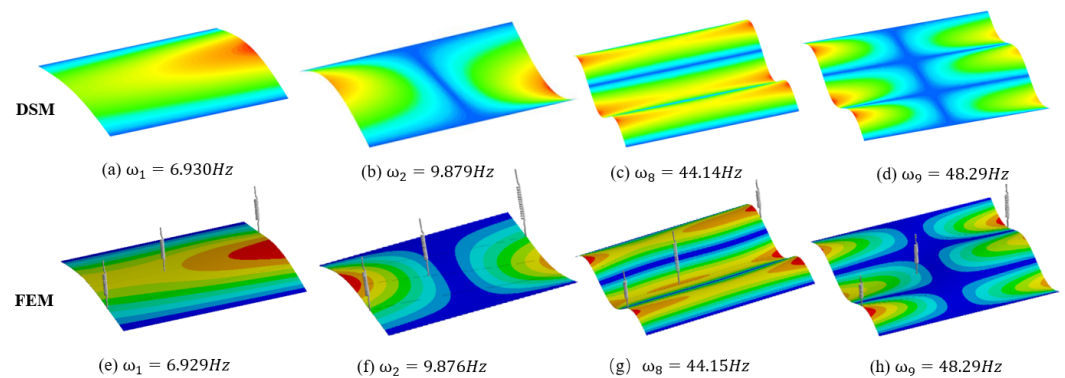 DSM
(a) ω₁ = 6.930Hz
(b) ω₂ = 9.879Hz
(c) ω₈ = 44.14Hz
(d) ω₉ = 48.29Hz
FEM
(e) ω₁ = 6.929Hz
(f) ω₂ = 9.876Hz
（g） ω₈ = 44.15Hz
(h) ω₉ = 48.29Hz